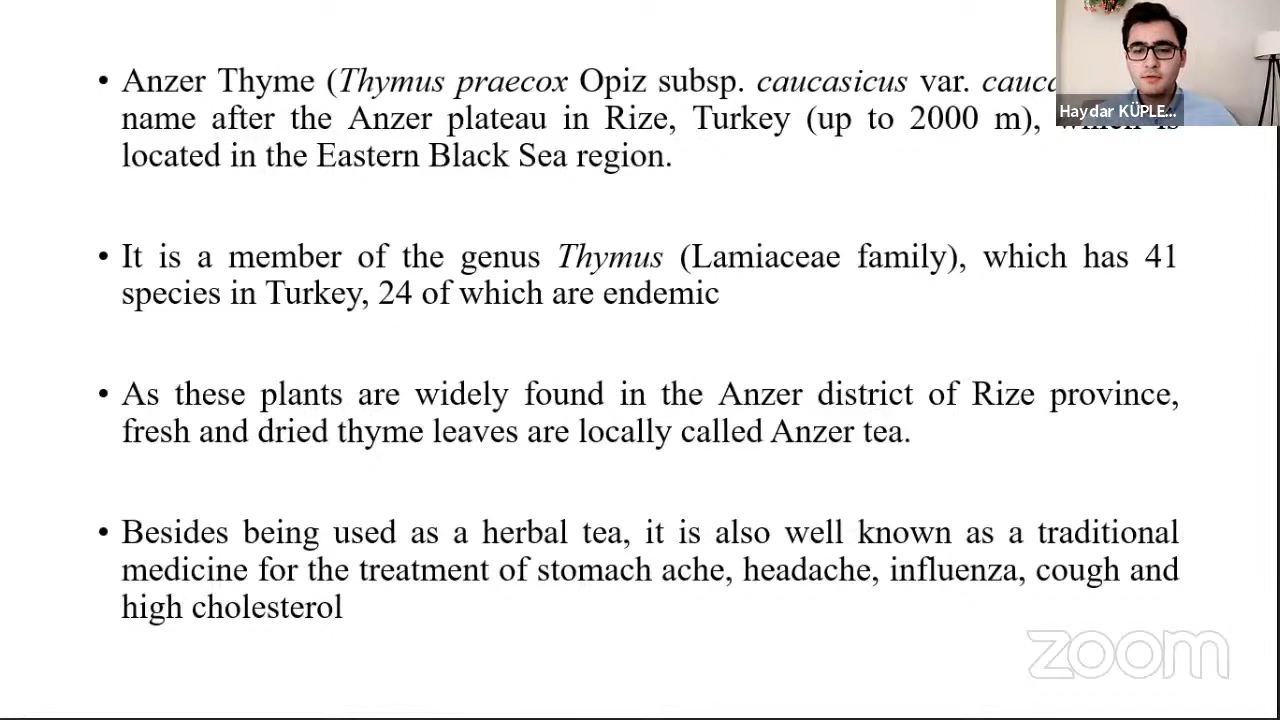 • Anzer Thyme (Thymus praecox Opiz subsp. caucasicus var.
name after the Anzer plateau in Rize, Turkey (up to 2000 m), which is
located in the Eastern Black Sea region.
• It is a member of the genus Thymus (Lamiaceae family), which has 41
species in Turkey, 24 of which are endemic
• As these plants are widely found in the Anzer district of Rize province,
fresh and dried thyme leaves are locally called Anzer tea.
• Besides being used as a herbal tea, it is also well known as a traditional
medicine for the treatment of stomach ache, headache, influenza, cough and
high cholesterol
Haydar KÜPLE...
zoom